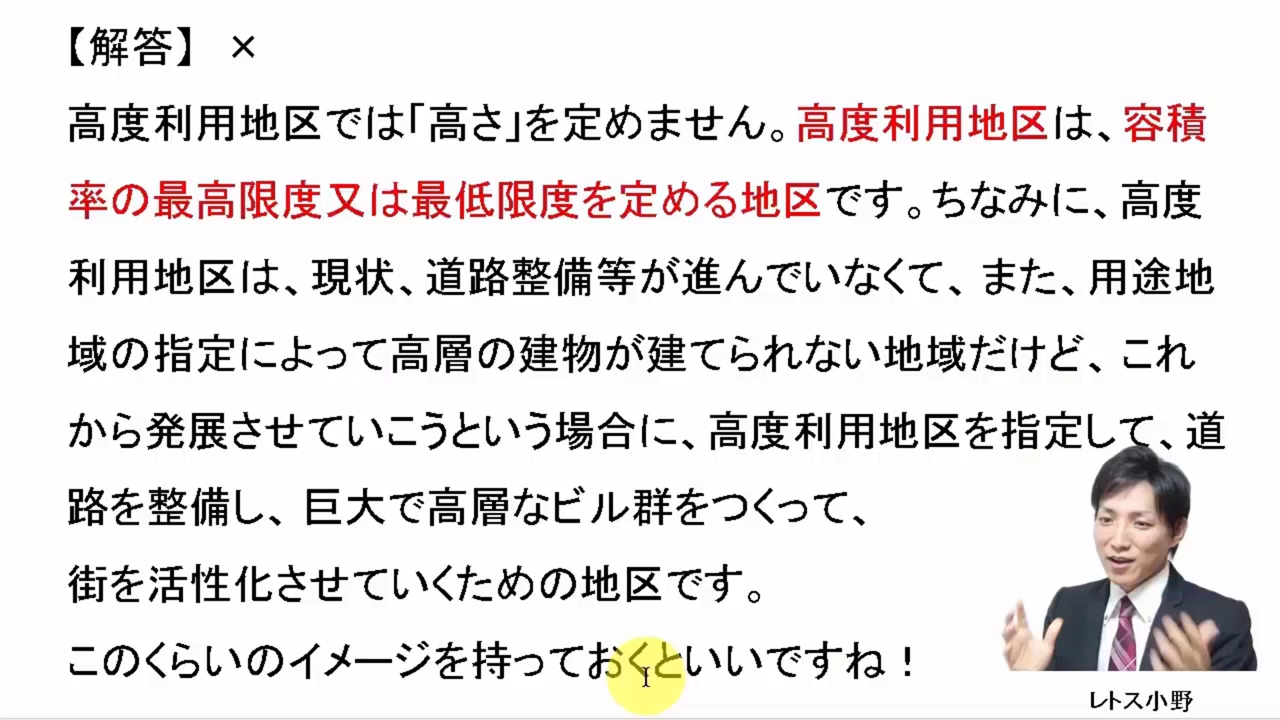 【解答】 ×
高度利用地区では「高さ」を定めません。高度利用地区は、容積
率の最高限度又は最低限度を定める地区です。ちなみに、高度
利用地区は、現状、道路整備等が進んでいなくて、また、用途地
域の指定によって高層の建物が建てられない地域だけど、これ
から発展させていこうという場合に、高度利用地区を指定して、道
路を整備し、巨大で高層なビル群をつくって、
街を活性化させていくための地区です。
このくらいのイメージを持っておくといいですね！
レトス小野